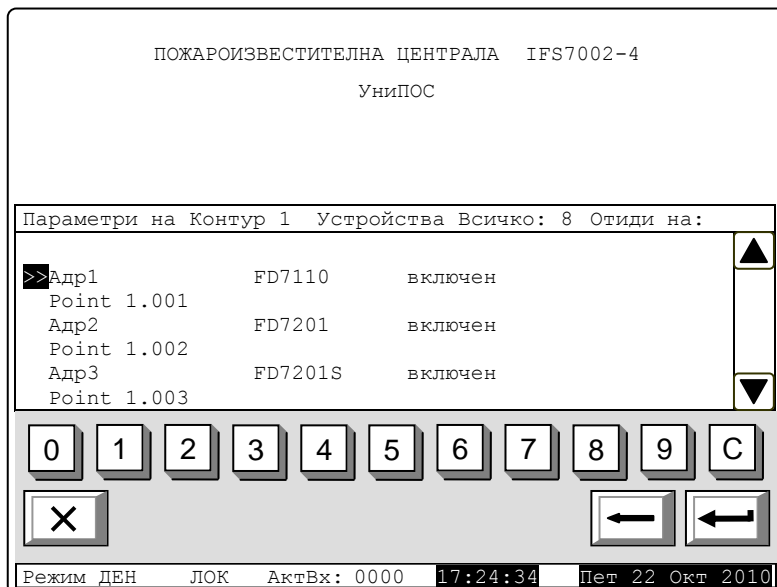 ПОЖАРОИЗВЕСТИТЕЛНА ЦЕНТРАЛА IFS7002-4
УниПОС
Параметри на Контур 1 Устройства Всичко: 8 Отиди на:
>>Адр1 FD7110 включен
Point 1.001
Адр2 FD7201 включен
Point 1.002
Адр3 FD7201S включен
Point 1.003
0 1 2 3 4 5 6 7 8 9 C
Режим ДЕН ЛОК АктВх: 0000 17:24:34 Пет 22 Окт 2010